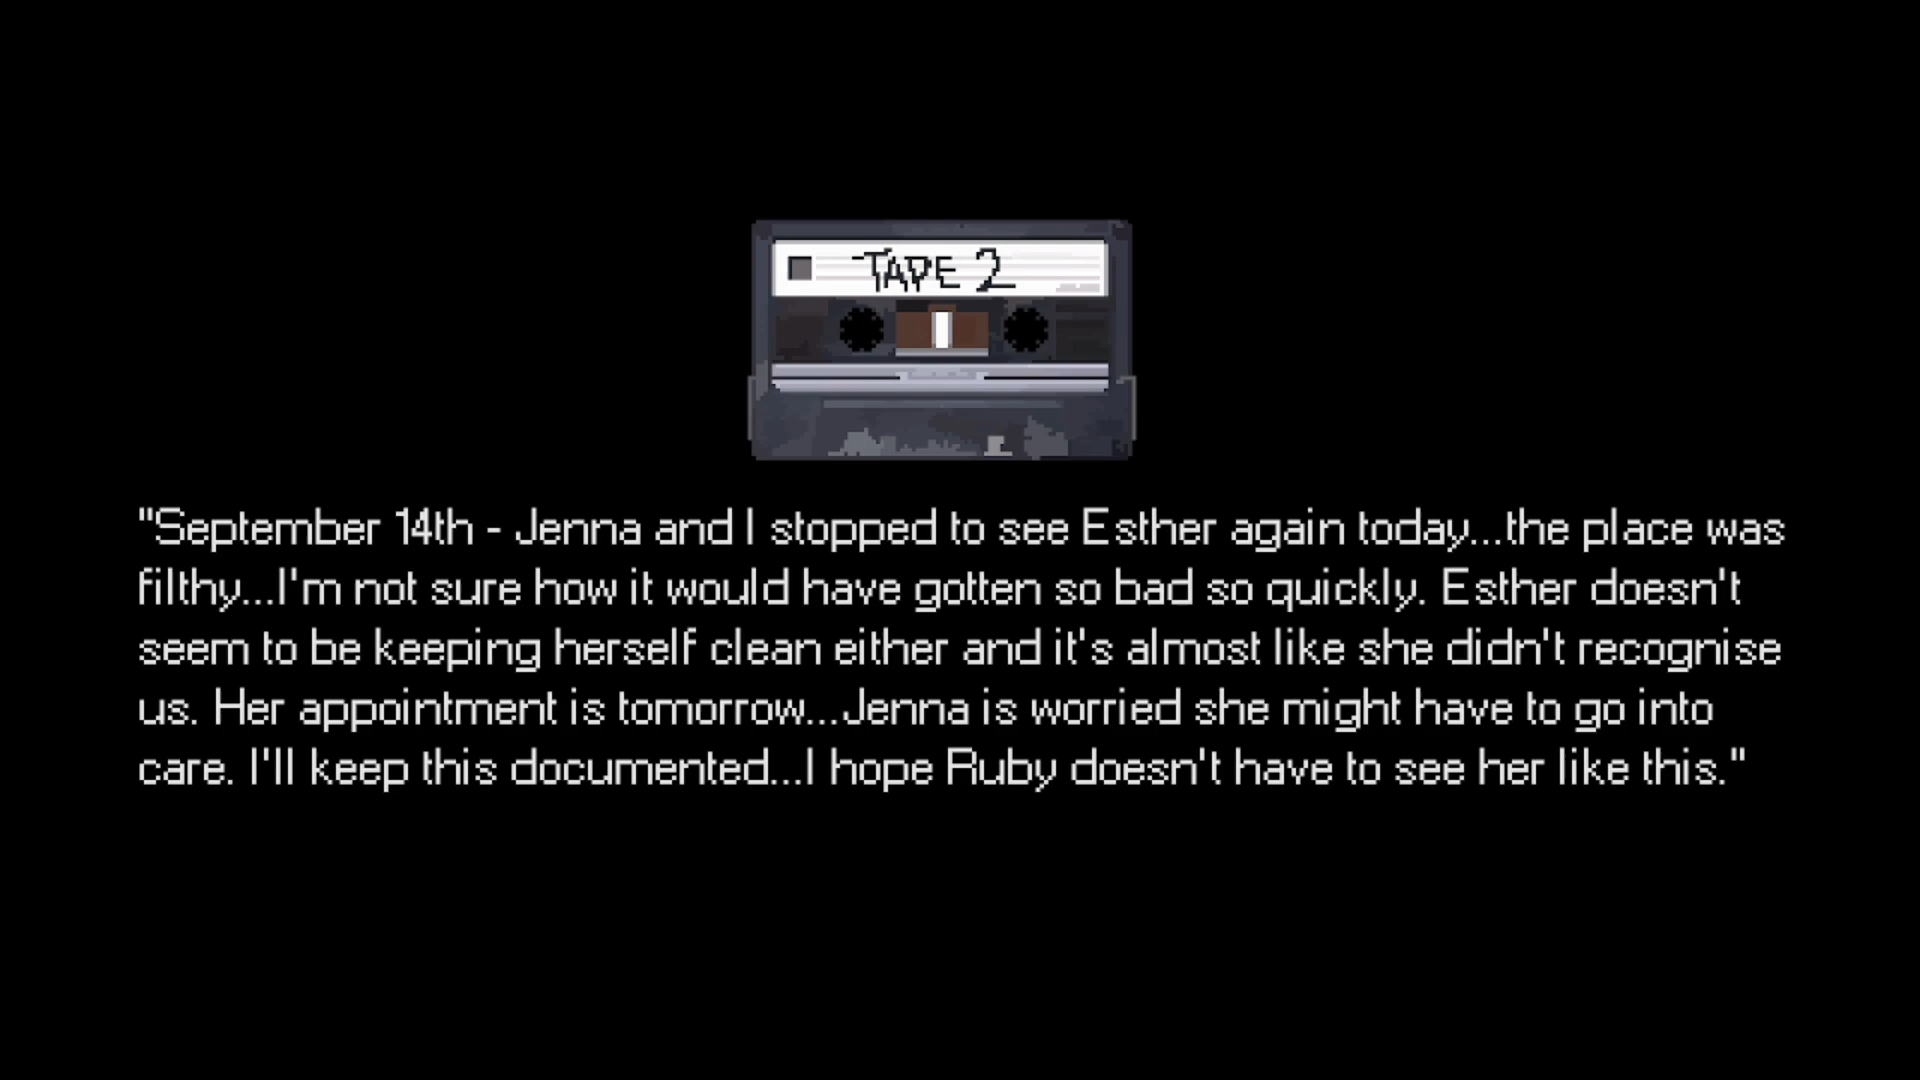 TAPE 2
"September 14th - Jenna and I stopped to see Esther again today...the place was
filthy...I'm not sure how it would have gotten so bad so quickly. Esther doesn't
seem to be keeping herself clean either and it's almost like she didn't recognise
us. Her appointment is tomorrow...Jenna is worried she might have to go into
care. I'll keep this documented...I hope Ruby doesn't have to see her like this."